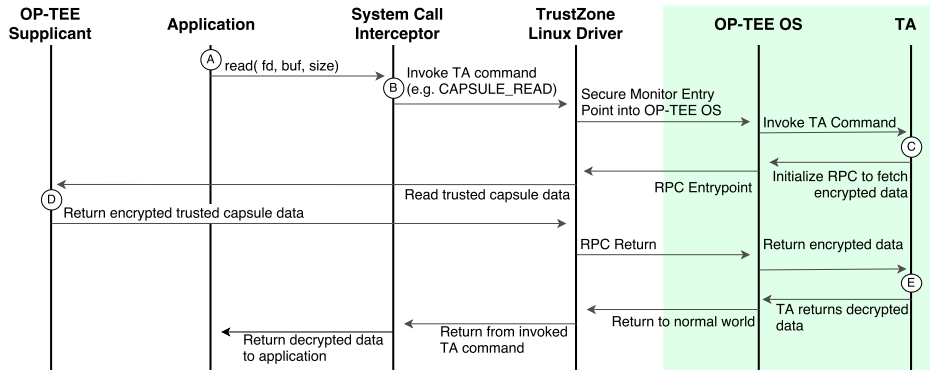 OP-TEE
Supplicant
Application
System Call
Interceptor
TrustZone
Linux Driver
OP-TEE OS
TA
A
read( fd, buf, size)
B
Invoke TA command
(e.g. CAPSULE_READ)
Secure Monitor Entry
Point into OP-TEE OS
Invoke TA Command
C
Initialize RPC to fetch
encrypted data
RPC Entrypoint
Read trusted capsule data
D
Return encrypted trusted capsule data
RPC Return
Return encrypted data
E
TA returns decrypted
data
Return to normal world
Return from invoked
TA command
Return decrypted data
to application